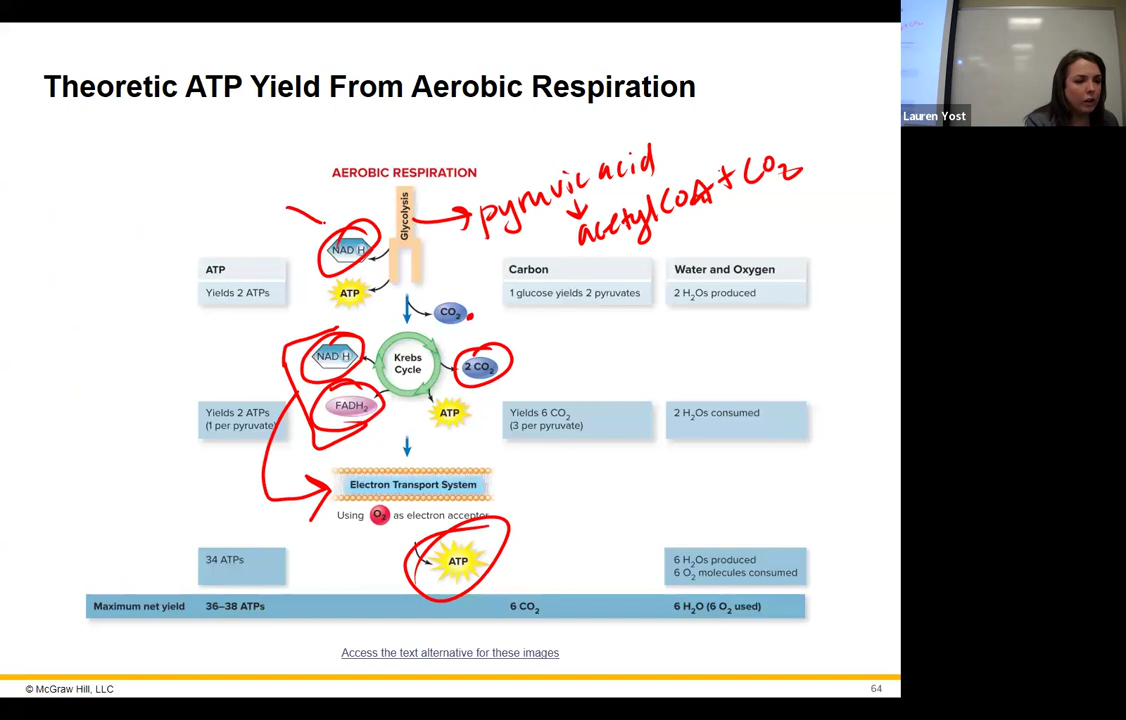 Theoretic ATP Yield From Aerobic Respiration
Lauren Yost
AEROBIC RESPIRATION
Glycolysis
pyruvic acid
acetyl CoA + CO2
NAD H
ATP Carbon Water and Oxygen
Yields 2 ATPs ATP 1 glucose yields 2 pyruvates 2 H2Os produced
CO2
NAD H Krebs Cycle 2 CO2
FADH2 ATP
Yields 2 ATPs Yields 6 CO2 2 H2Os consumed
(1 per pyruvate) (3 per pyruvate)
Electron Transport System
Using O2 as electron acceptor
34 ATPs ATP 6 H2Os produced
6 O2 molecules consumed
Maximum net yield 36–38 ATPs 6 CO2 6 H2O (6 O2 used)
Access the text alternative for these images
© McGraw Hill, LLC 64